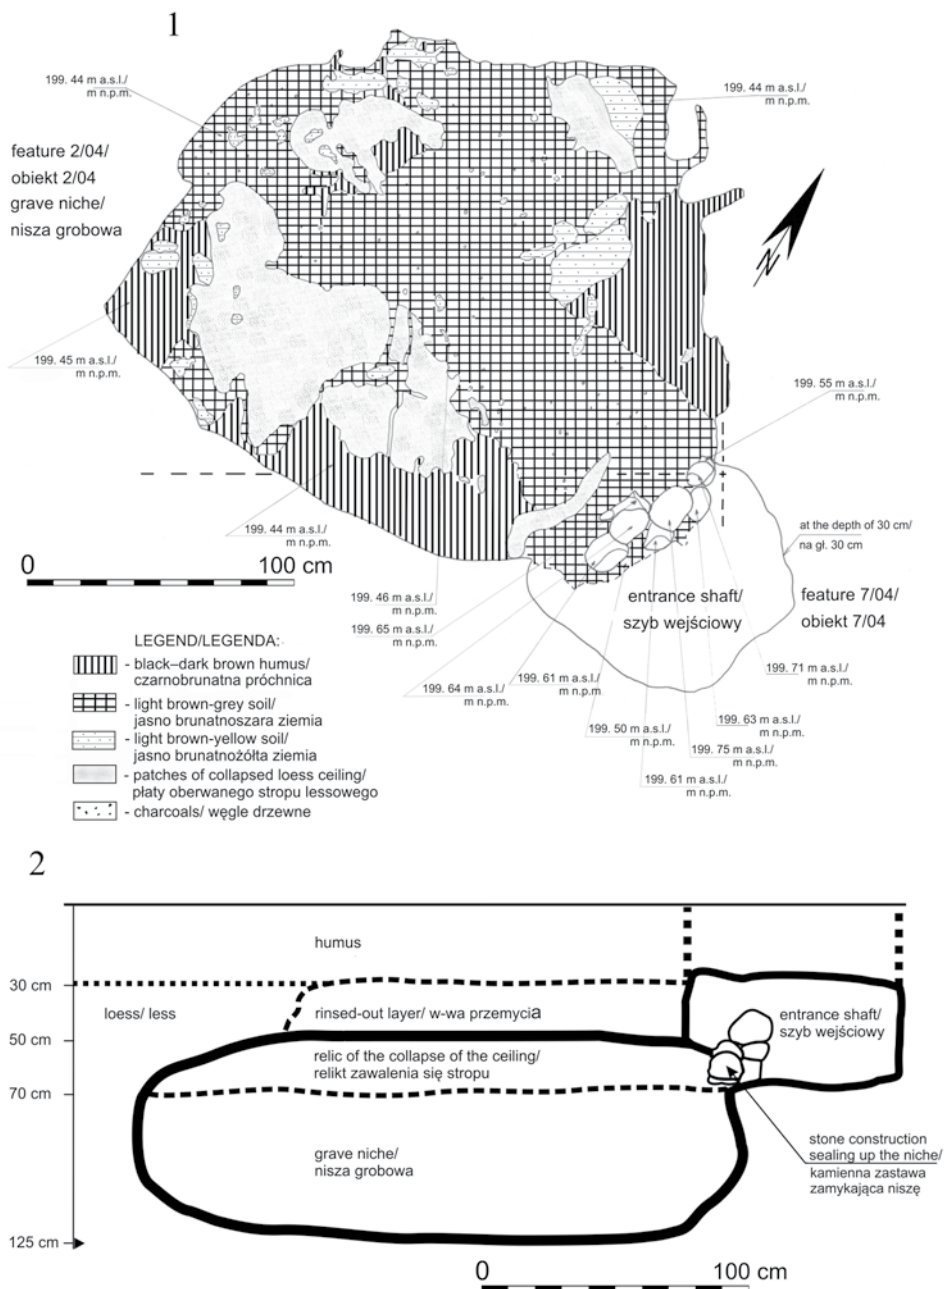 1
199. 44 m a.s.l./
m n.p.m.
199. 44 m a.s.l./
m n.p.m.
feature 2/04/
obiekt 2/04
grave niche/
nisza grobowa
N
199. 45 m a.s.l./
m n.p.m.
199. 55 m a.s.l./
m n.p.m.
199. 44 m a.s.l./
m n.p.m.
at the depth of 30 cm/
na gł. 30 cm
0 100 cm
entrance shaft/
szyb wejściowy
feature 7/04/
obiekt 7/04
199. 46 m a.s.l./
m n.p.m.
199. 65 m a.s.l./
m n.p.m.
199. 64 m a.s.l./
m n.p.m.
199. 61 m a.s.l./
m n.p.m.
199. 71 m a.s.l./
m n.p.m.
199. 50 m a.s.l./
m n.p.m.
199. 63 m a.s.l./
m n.p.m.
199. 75 m a.s.l./
m n.p.m.
199. 61 m a.s.l./
m n.p.m.
LEGEND/LEGENDA:
- black–dark brown humus/
czarnobrunatna próchnica
- light brown-grey soil/
jasno brunatnoszara ziemia
- light brown-yellow soil/
jasno brunatnożółta ziemia
- patches of collapsed loess ceiling/
płaty oberwanego stropu lessowego
- charcoals/ węgle drzewne
2
humus
30 cm
loess/ less
rinsed-out layer/ w-wa przemycia
entrance shaft/
szyb wejściowy
50 cm
relic of the collapse of the ceiling/
relikt zawalenia się stropu
70 cm
grave niche/
nisza grobowa
stone construction
sealing up the niche/
kamienna zastawa
zamykająca niszę
125 cm
0 100 cm